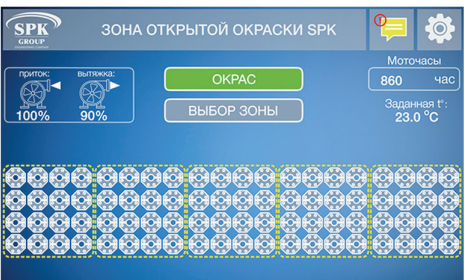 SPK
GROUP
ЗОНА ОТКРЫТОЙ ОКРАСКИ SPK
!
приток:
вытяжка:
100%
90%
ОКРАС
ВЫБОР ЗОНЫ
Моточасы
860 час
Заданная t°:
23.0 °C